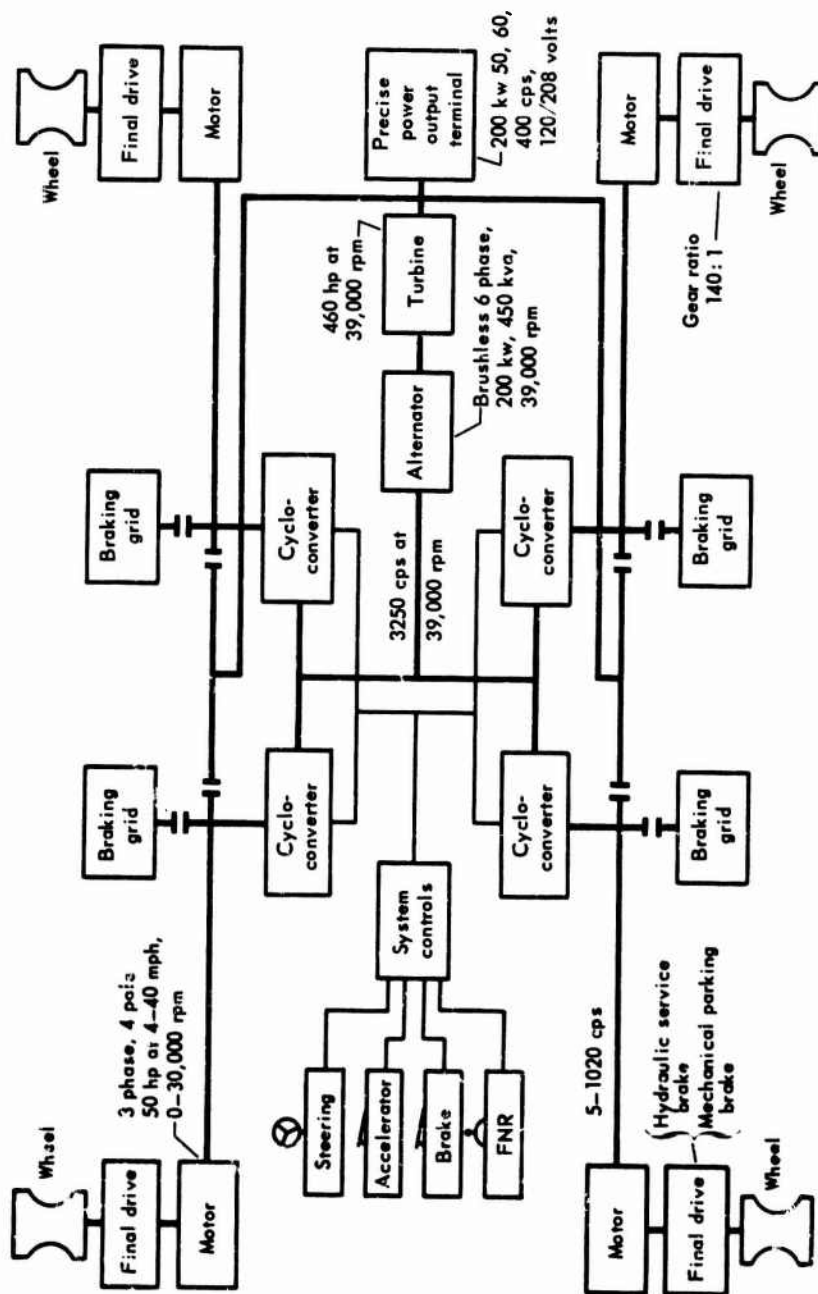 Wheel
Final drive
Motor
3 phase, 4 pole
50 hp at 4–40 mph,
0–30,000 rpm
Braking
grid
Braking
grid
Wheel
Final drive
Motor
Cyclo-
converter
Cyclo-
converter
460 hp at
39,000 rpm
Precise
power
output
terminal
200 kw 50, 60,
400 cps,
120/208 volts
Steering
Accelerator
Brake
FNR
System
controls
3250 cps at
39,000 rpm
Alternator
Turbine
Brushless 6 phase,
200 kw, 450 kva,
39,000 rpm
Cyclo-
converter
Cyclo-
converter
5–1020 cps
Motor
Final drive
Wheel
Hydraulic service
brake
Mechanical parking
brake
Braking
grid
Braking
grid
Motor
Final drive
Wheel
Gear ratio
140:1